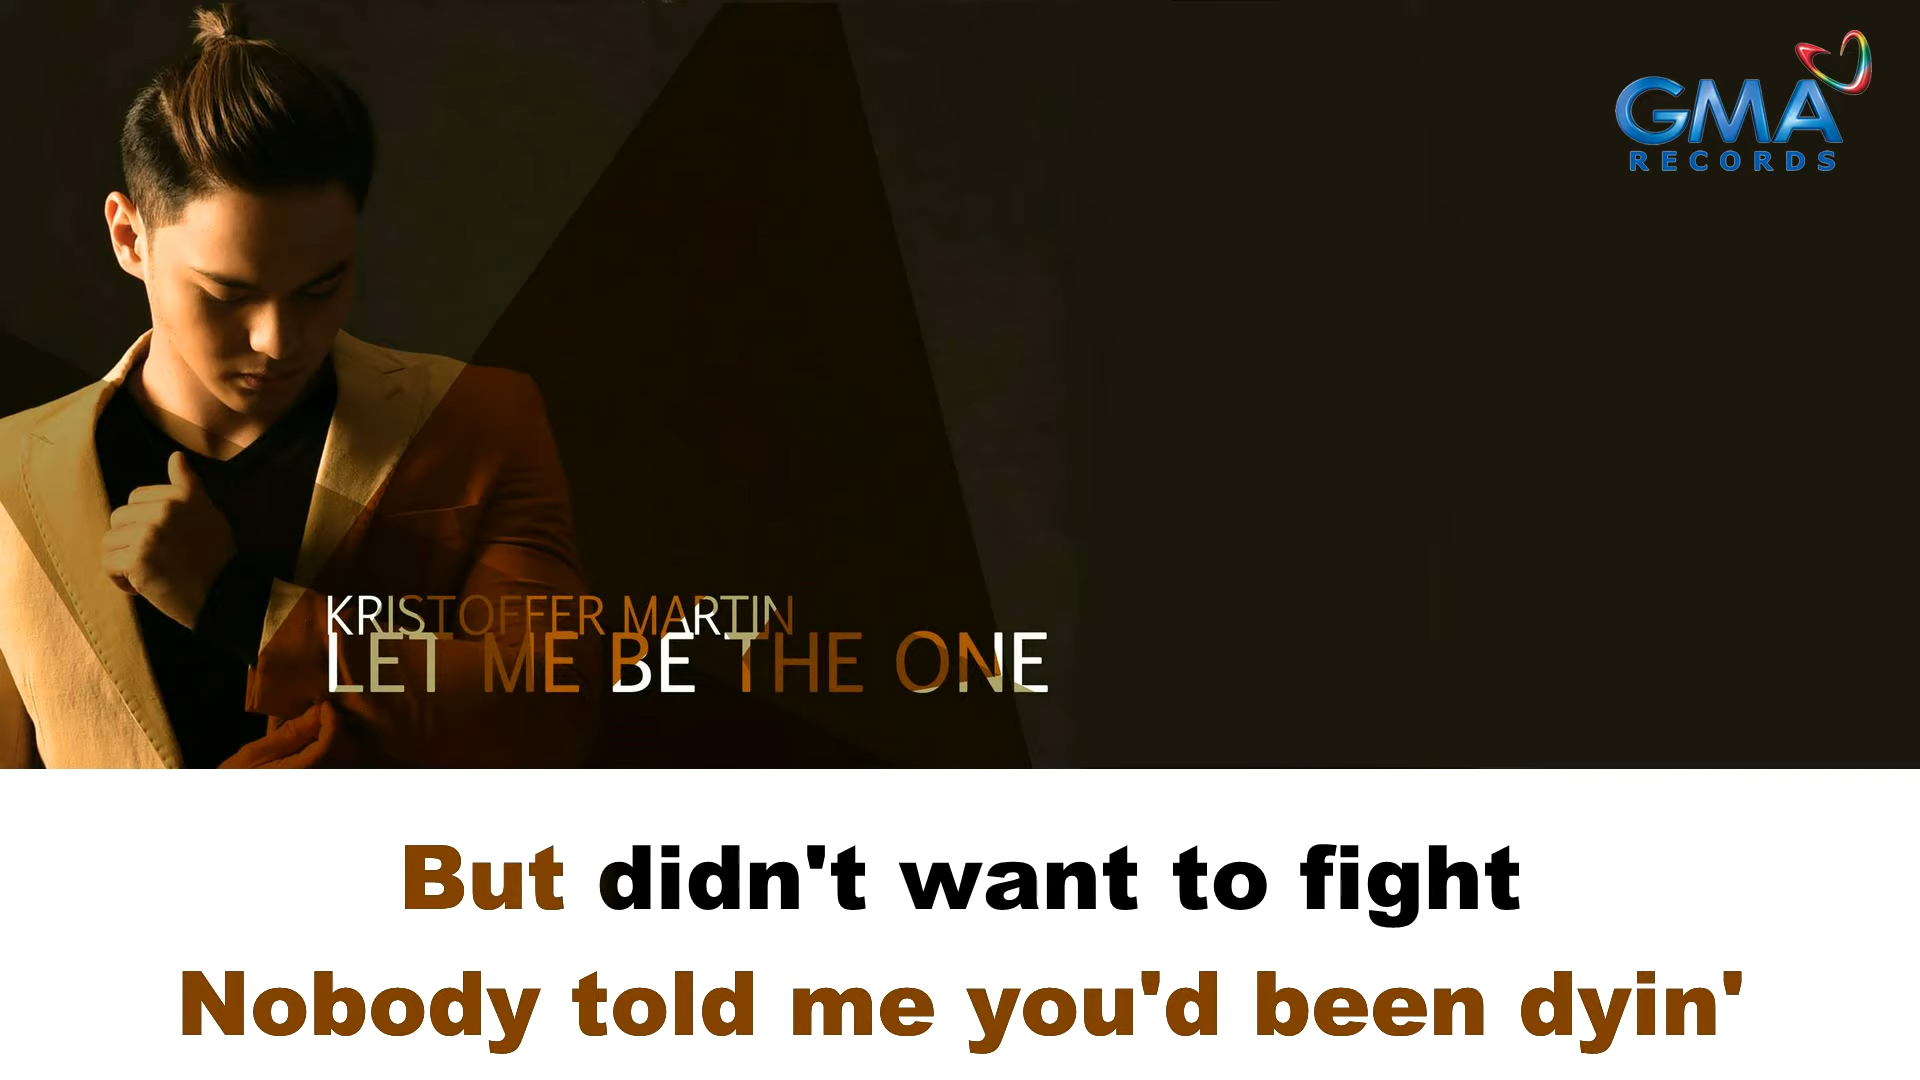 GMA
RECORDS
KRISTOFFER MARTIN
LET ME BE THE ONE
But didn't want to fight
Nobody told me you'd been dyin'